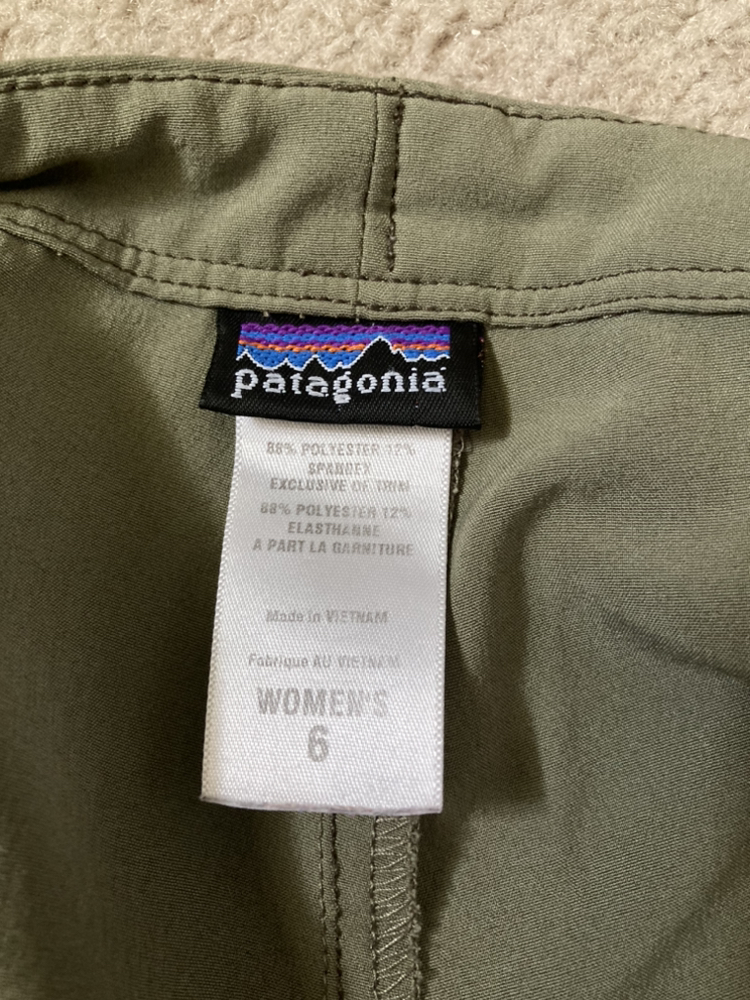 patagonia
88% POLYESTER 12%
SPANDEX
EXCLUSIVE OF TRIM
88% POLYESTER 12%
ELASTHANNE
A PART LA GARNITURE
Made in VIETNAM
Fabrique AU VIETNAM
WOMEN'S
6